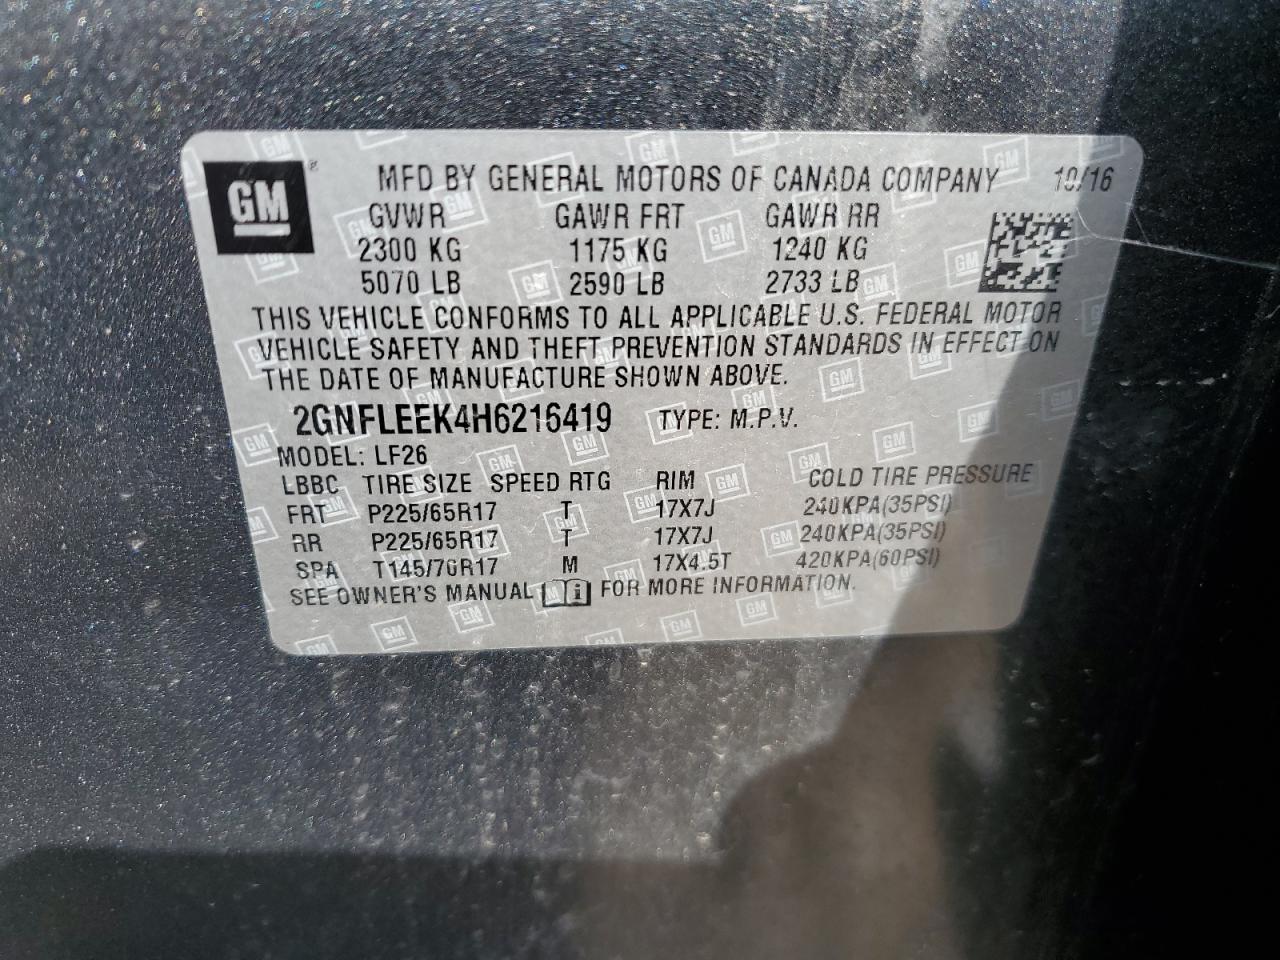 GM ® MFD BY GENERAL MOTORS OF CANADA COMPANY 10/16
GVWR GAWR FRT GAWR RR
2300 KG 1175 KG 1240 KG
5070 LB 2590 LB 2733 LB
THIS VEHICLE CONFORMS TO ALL APPLICABLE U.S. FEDERAL MOTOR
VEHICLE SAFETY AND THEFT PREVENTION STANDARDS IN EFFECT ON
THE DATE OF MANUFACTURE SHOWN ABOVE.
2GNFLEEK4H6216419 TYPE: M.P.V.
MODEL: LF26
LBBC TIRE SIZE SPEED RTG RIM COLD TIRE PRESSURE
FRT P225/65R17 T 17X7J 240KPA(35PSI)
RR P225/65R17 T 17X7J 240KPA(35PSI)
SPA T145/70R17 M 17X4.5T 420KPA(60PSI)
SEE OWNER'S MANUAL i FOR MORE INFORMATION.